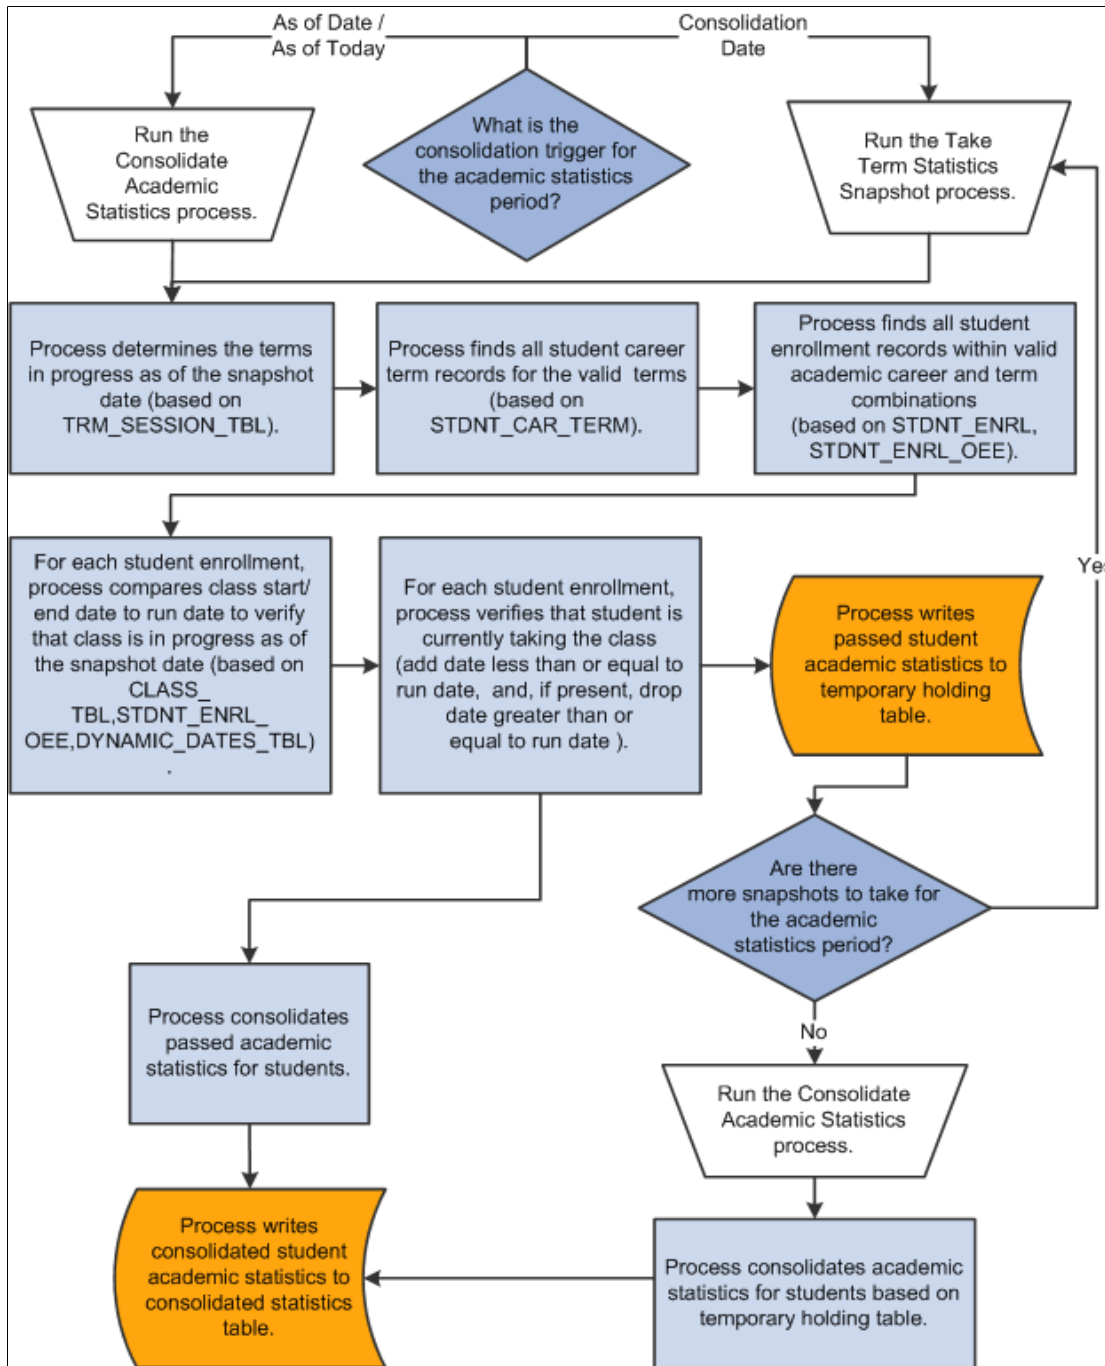 As of Date /
As of Today
Consolidation
Date
Run the
Consolidate
Academic
Statistics process.
What is the
consolidation trigger for
the academic statistics
period?
Run the Take
Term Statistics
Snapshot process.
Process determines the terms
in progress as of the snapshot
date (based on
TRM_SESSION_TBL).
Process finds all student career
term records for the valid  terms
(based on
STDNT_CAR_TERM).
Process finds all student
enrollment records within valid
academic career and term
combinations
(based on STDNT_ENRL,
STDNT_ENRL_OEE).
For each student enrollment,
process compares class start/
end date to run date to verify
that class is in progress as of
the snapshot date (based on
CLASS_
TBL,STDNT_ENRL_
OEE,DYNAMIC_DATES_TBL)
.
For each student enrollment,
process verifies that student is
currently taking the class
(add date less than or equal to
run date,  and, if present, drop
date greater than or
equal to run date ).
Process writes
passed student
academic statistics to
temporary holding
table.
Yes
Are there
more snapshots to take for
the academic
statistics period?
No
Process consolidates
passed academic
statistics for students.
Run the Consolidate
Academic Statistics
process.
Process writes
consolidated student
academic statistics to
consolidated statistics
table.
Process consolidates academic
statistics for students based on
temporary holding table.